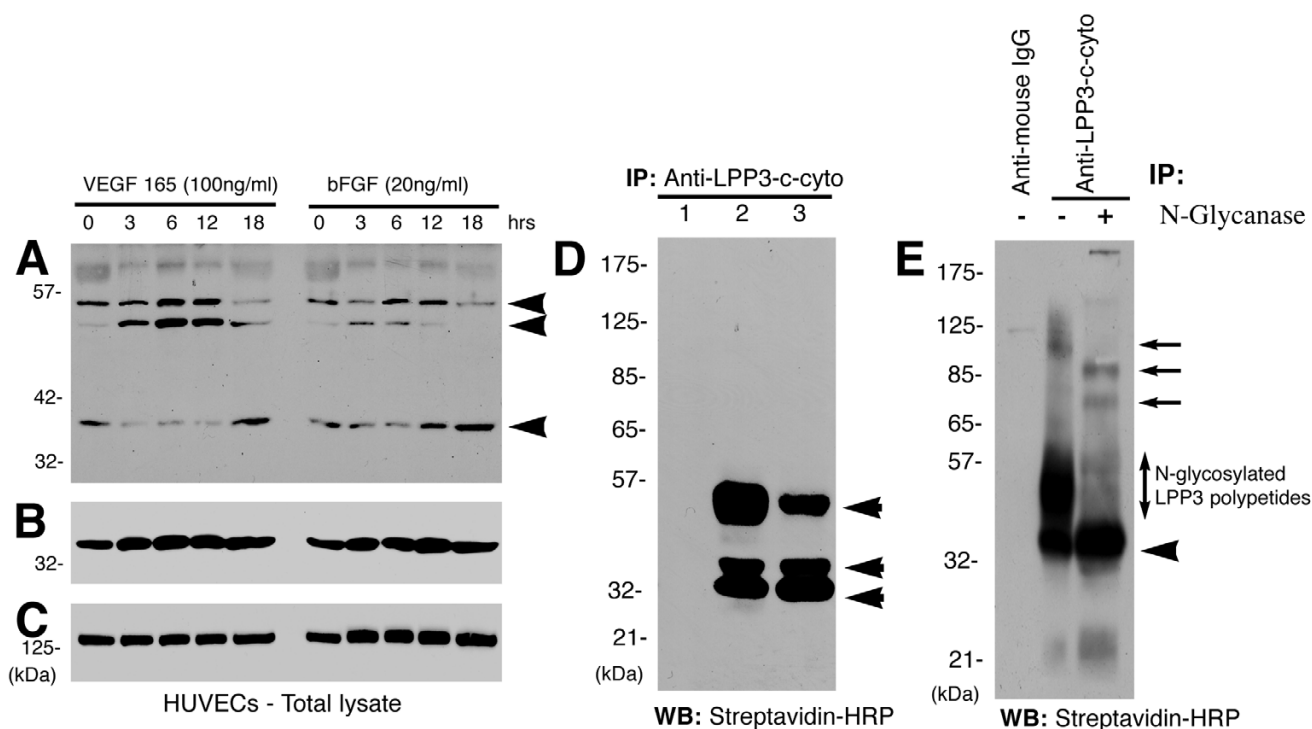 VEGF 165 (100ng/ml) bFGF (20ng/ml)
0 3 6 12 18 0 3 6 12 18 hrs
A
57-
42-
32-
B
32-
C
125-
(kDa)
HUVECs - Total lysate
IP: Anti-LPP3-c-cyto
1 2 3
D
175-
125-
85-
65-
57-
32-
21-
(kDa)
WB: Streptavidin-HRP
Anti-mouse IgG
Anti-LPP3-c-cyto
IP:
- - + N-Glycanase
E
175-
125-
85-
65-
57-
N-glycosylated
LPP3 polypetides
32-
21-
(kDa)
WB: Streptavidin-HRP